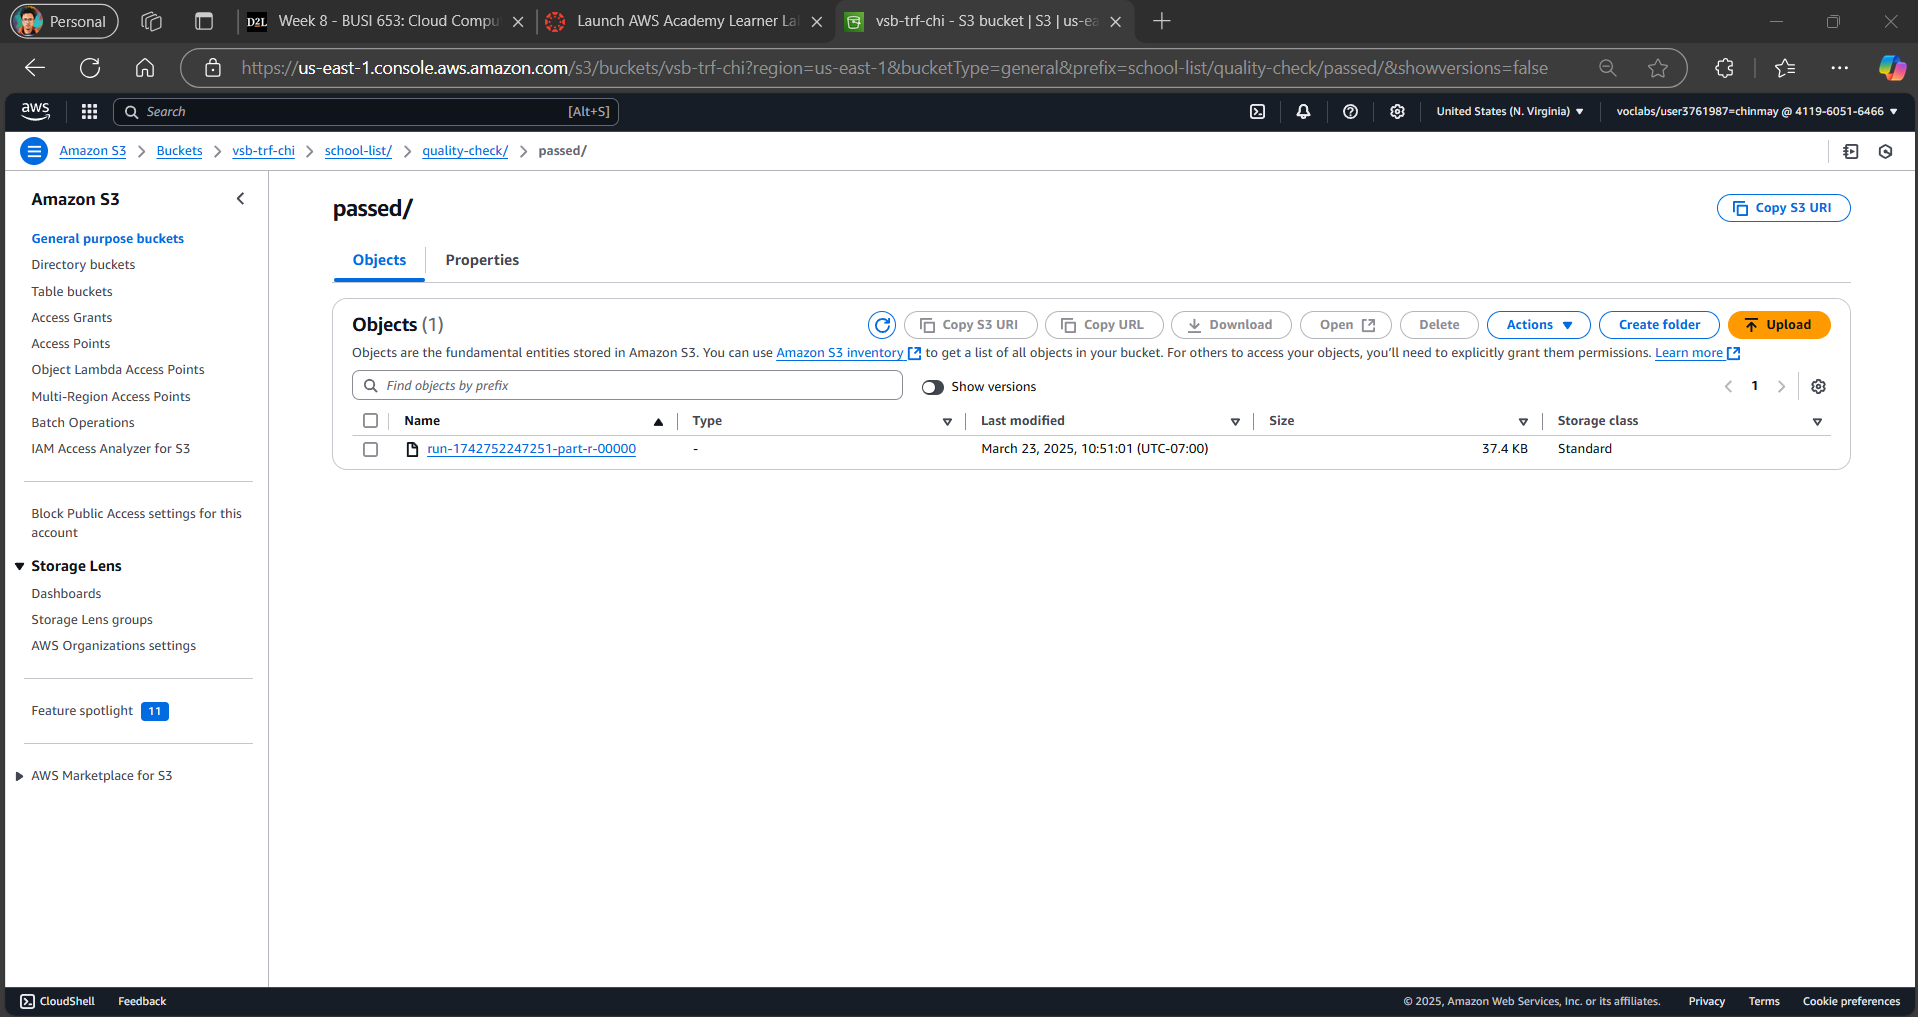 Personal
D2L Week 8 - BUSI 653: Cloud Compu
Launch AWS Academy Learner La
vsb-trf-chi - S3 bucket | S3 | us-ea
https://us-east-1.console.aws.amazon.com/s3/buckets/vsb-trf-chi?region=us-east-1&bucketType=general&prefix=school-list/quality-check/passed/&showversions=false
aws
Search [Alt+S]
United States (N. Virginia)
voclabs/user3761987=chinmay @ 4119-6051-6466
Amazon S3 > Buckets > vsb-trf-chi > school-list/ > quality-check/ > passed/
Amazon S3
General purpose buckets
Directory buckets
Table buckets
Access Grants
Access Points
Object Lambda Access Points
Multi-Region Access Points
Batch Operations
IAM Access Analyzer for S3
Block Public Access settings for this
account
Storage Lens
Dashboards
Storage Lens groups
AWS Organizations settings
Feature spotlight 11
AWS Marketplace for S3
passed/
Copy S3 URI
Objects Properties
Objects (1)
Copy S3 URI Copy URL Download Open Delete Actions Create folder Upload
Objects are the fundamental entities stored in Amazon S3. You can use Amazon S3 inventory to get a list of all objects in your bucket. For others to access your objects, you'll need to explicitly grant them permissions. Learn more
Find objects by prefix
Show versions
1
Name Type Last modified Size Storage class
run-1742752247251-part-r-00000 - March 23, 2025, 10:51:01 (UTC-07:00) 37.4 KB Standard
CloudShell Feedback
© 2025, Amazon Web Services, Inc. or its affiliates. Privacy Terms Cookie preferences